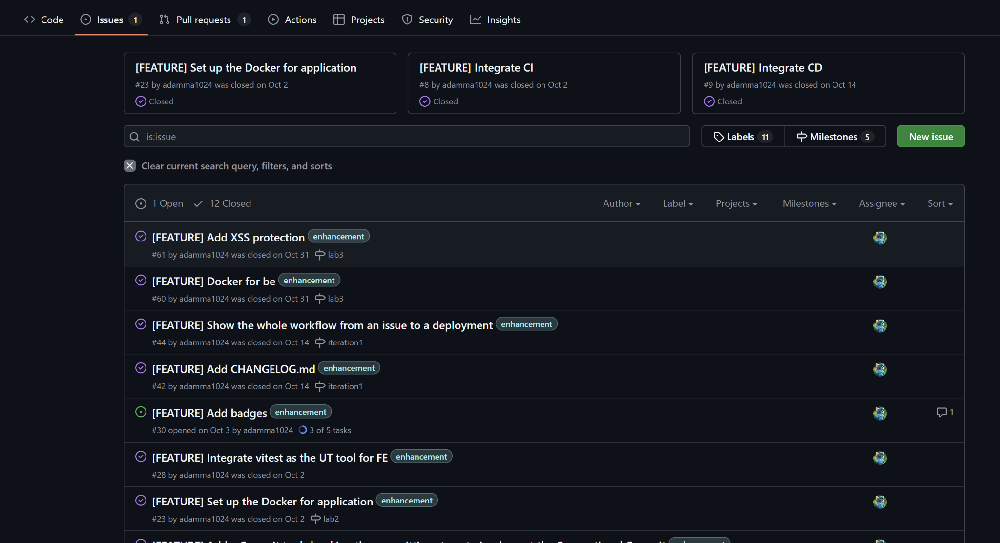 Code Issues 1 Pull requests 1 Actions Projects Security Insights
[FEATURE] Set up the Docker for application
#23 by adamma1024 was closed on Oct 2
Closed
[FEATURE] Integrate CI
#8 by adamma1024 was closed on Oct 2
Closed
[FEATURE] Integrate CD
#9 by adamma1024 was closed on Oct 14
Closed
is:issue
Labels 11 Milestones 5 New issue
Clear current search query, filters, and sorts
1 Open 12 Closed Author Label Projects Milestones Assignee Sort
[FEATURE] Add XSS protection enhancement
#61 by adamma1024 was closed on Oct 31 lab3
[FEATURE] Docker for be enhancement
#60 by adamma1024 was closed on Oct 31 lab3
[FEATURE] Show the whole workflow from an issue to a deployment enhancement
#44 by adamma1024 was closed on Oct 14 iteration1
[FEATURE] Add CHANGELOG.md enhancement
#42 by adamma1024 was closed on Oct 14 iteration1
[FEATURE] Add badges enhancement 1
#30 opened on Oct 3 by adamma1024 3 of 5 tasks
[FEATURE] Integrate vitest as the UT tool for FE enhancement
#28 by adamma1024 was closed on Oct 2
[FEATURE] Set up the Docker for application enhancement
#23 by adamma1024 was closed on Oct 2 lab2